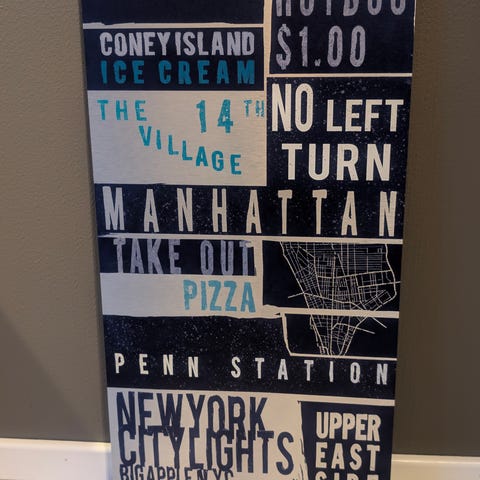 HOTDOG
$1.00
CONEY ISLAND
ICE CREAM
THE 14TH
VILLAGE
NO LEFT
TURN
MANHATTAN
TAKE OUT
PIZZA
PENN STATION
NEWYORK
CITYLIGHTS
BIGAPPLENYC
UPPER
EAST
SIDE